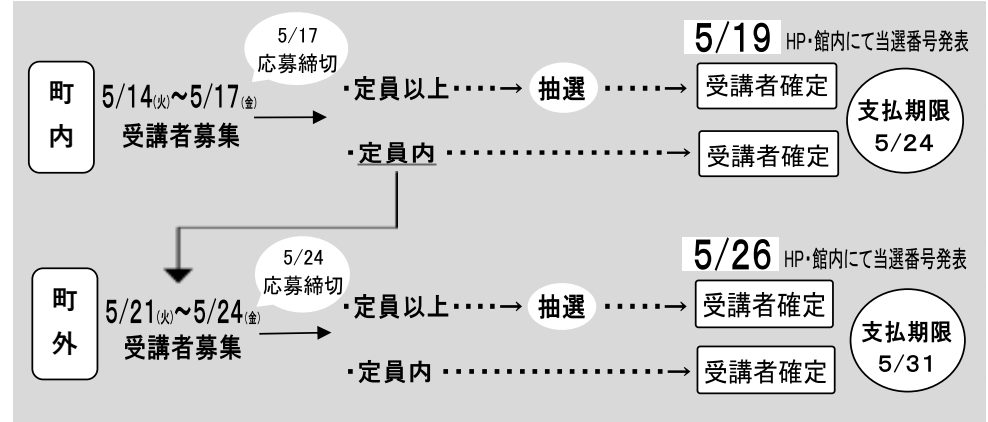 町内
5/14(火)～5/17(金)
受講者募集
5/17
応募締切
・定員以上････→ 抽選 ･････→ 受講者確定
5/19 HP・館内にて当選番号発表
・定員内 ･･････････････→ 受講者確定
支払期限
5/24
町外
5/21(火)～5/24(金)
受講者募集
5/24
応募締切
・定員以上････→ 抽選 ･････→ 受講者確定
5/26 HP・館内にて当選番号発表
・定員内 ･･････････････→ 受講者確定
支払期限
5/31